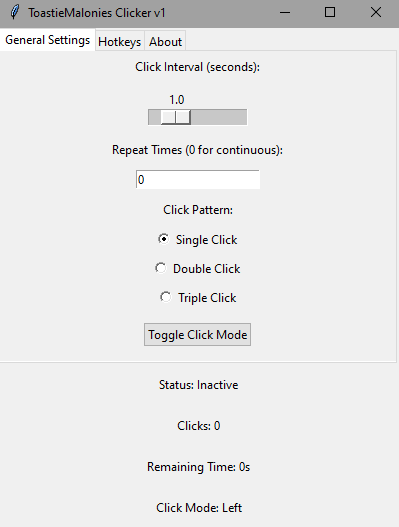 ToastieMalonies Clicker v1
General Settings Hotkeys About
Click Interval (seconds):
1.0
Repeat Times (0 for continuous):
0
Click Pattern:
Single Click
Double Click
Triple Click
Toggle Click Mode
Status: Inactive
Clicks: 0
Remaining Time: 0s
Click Mode: Left